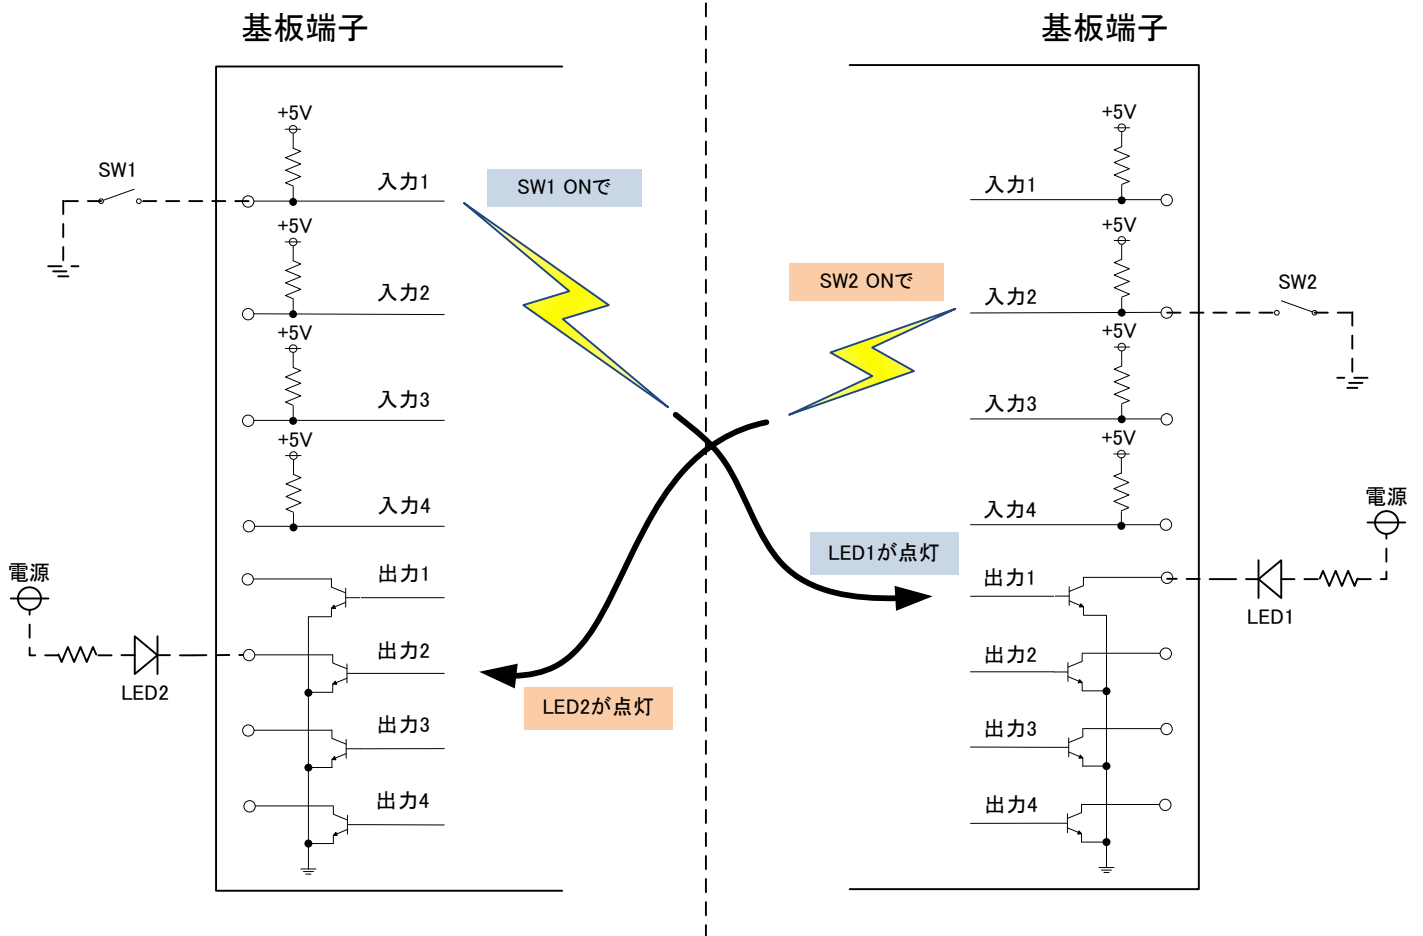 基板端子
基板端子
+5V
SW1
入力1
SW1 ONで
+5V
入力2
+5V
入力3
+5V
入力4
電源
出力1
出力2
LED2
出力3
出力4
LED2が点灯
+5V
入力1
+5V
SW2 ONで
入力2
SW2
+5V
入力3
+5V
入力4
電源
LED1が点灯
出力1
LED1
出力2
出力3
出力4